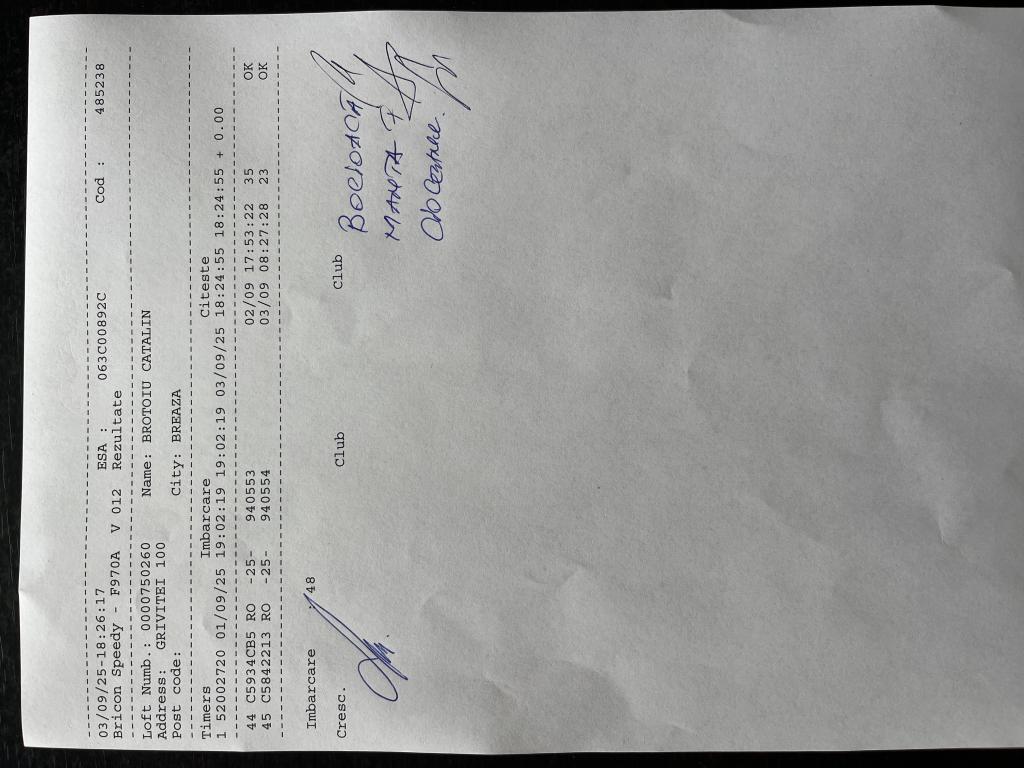 03/09/25-18:26:17 ESA : 063C00892C Cod : 485238
Bricon Speedy - F970A V 012 Rezultate
Loft Numb.: 0000750260 Name: BROTOIU CATALIN
Address: GRIVITEI 100
Post code: City: BREAZA
Timers Imbarcare Citeste
1 52002720 01/09/25 19:02:19 19:02:19 03/09/25 18:24:55 18:24:55 + 0.00
44 C5934CB5 RO -25- 940553 02/09 17:53:22 35 OK
45 C5842213 RO -25- 940554 03/09 08:27:28 23 OK
Imbarcare : 48
Cresc. Club Club